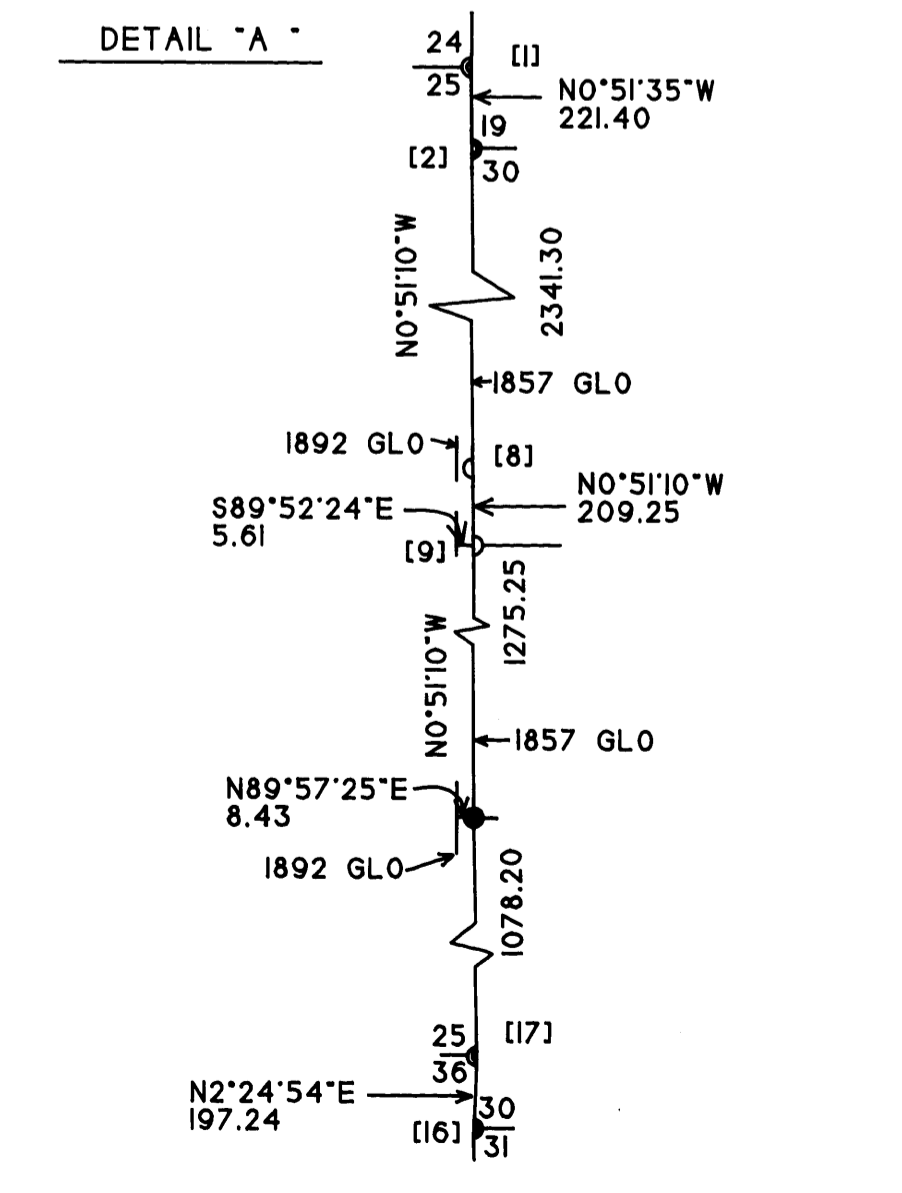 DETAIL "A "
24
[1]
25
N0°51'35"W
221.40
19
[2]
30
N0°51'10"W
2341.30
1857 GLO
1892 GLO
[8]
N0°51'10"W
209.25
S89°52'24"E
5.61
[9]
1275.25
N0°51'10"W
1857 GLO
N89°57'25"E
8.43
1892 GLO
1078.20
25
[17]
36
N2°24'54"E
197.24
30
[16]
31